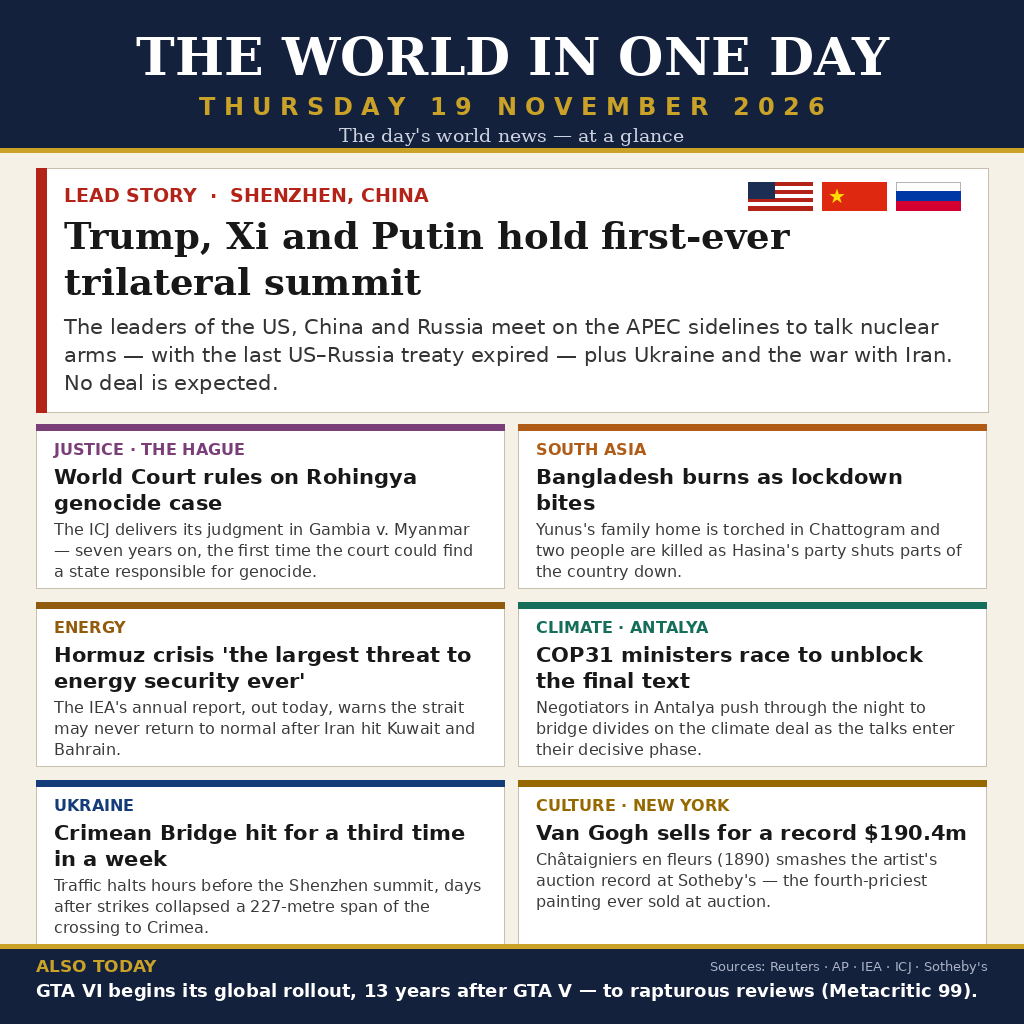 THE WORLD IN ONE DAY
THURSDAY 19 NOVEMBER 2026
The day's world news — at a glance
LEAD STORY · SHENZHEN, CHINA
Trump, Xi and Putin hold first-ever
trilateral summit
The leaders of the US, China and Russia meet on the APEC sidelines to talk nuclear
arms — with the last US–Russia treaty expired — plus Ukraine and the war with Iran.
No deal is expected.
JUSTICE · THE HAGUE
World Court rules on Rohingya
genocide case
The ICJ delivers its judgment in Gambia v. Myanmar
— seven years on, the first time the court could find
a state responsible for genocide.
SOUTH ASIA
Bangladesh burns as lockdown
bites
Yunus's family home is torched in Chattogram and
two people are killed as Hasina's party shuts parts of
the country down.
ENERGY
Hormuz crisis 'the largest threat to
energy security ever'
The IEA's annual report, out today, warns the strait
may never return to normal after Iran hit Kuwait and
Bahrain.
CLIMATE · ANTALYA
COP31 ministers race to unblock
the final text
Negotiators in Antalya push through the night to
bridge divides on the climate deal as the talks enter
their decisive phase.
UKRAINE
Crimean Bridge hit for a third time
in a week
Traffic halts hours before the Shenzhen summit, days
after strikes collapsed a 227-metre span of the
crossing to Crimea.
CULTURE · NEW YORK
Van Gogh sells for a record $190.4m
Châtaigniers en fleurs (1890) smashes the artist's
auction record at Sotheby's — the fourth-priciest
painting ever sold at auction.
ALSO TODAY
Sources: Reuters · AP · IEA · ICJ · Sotheby's
GTA VI begins its global rollout, 13 years after GTA V — to rapturous reviews (Metacritic 99).